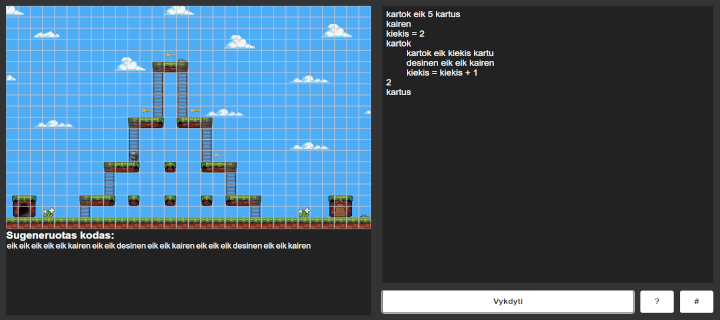 kartok eik 5 kartus
kairen
kiekis = 2
kartok
kartok eik kiekis kartu
desinen eik eik kairen
kiekis = kiekis + 1
2
kartus
Sugeneruotas kodas:
eik eik eik eik eik kairen eik eik desinen eik eik kairen eik eik eik desinen eik eik kairen
Vykdyti
?
#